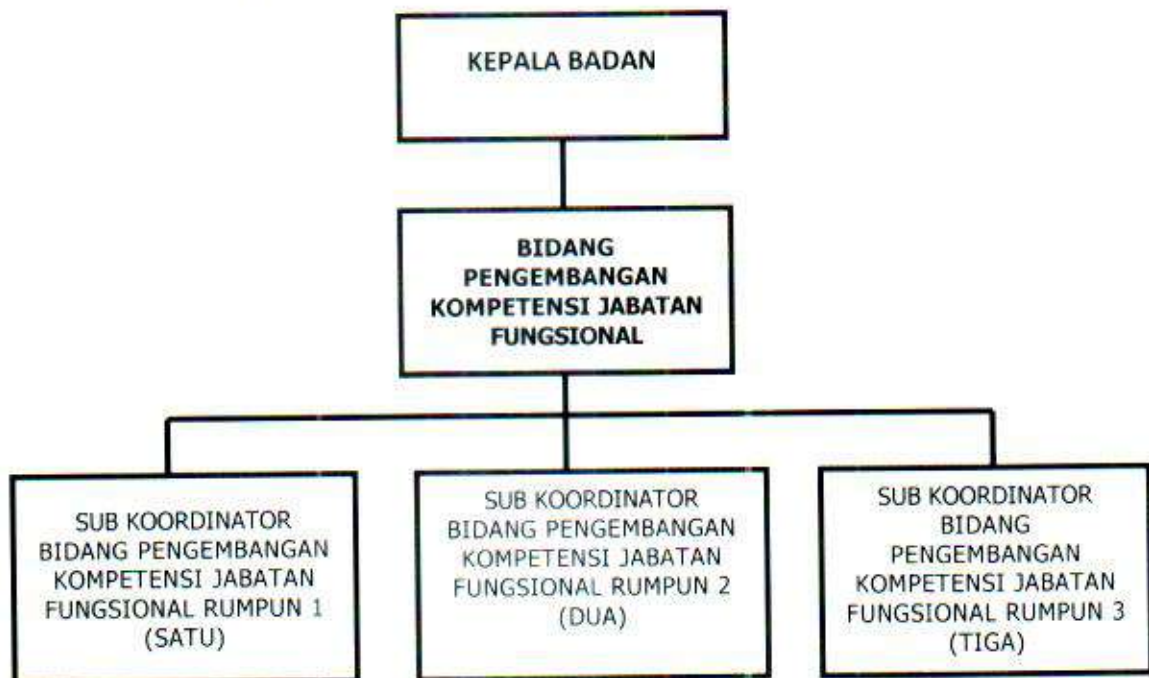 KEPALA BADAN
BIDANG
PENGEMBANGAN
KOMPETENSI JABATAN
FUNGSIONAL
SUB KOORDINATOR
BIDANG PENGEMBANGAN
KOMPETENSI JABATAN
FUNGSIONAL RUMPUN 1
(SATU)
SUB KOORDINATOR
BIDANG PENGEMBANGAN
KOMPETENSI JABATAN
FUNGSIONAL RUMPUN 2
(DUA)
SUB KOORDINATOR
BIDANG
PENGEMBANGAN
KOMPETENSI JABATAN
FUNGSIONAL RUMPUN 3
(TIGA)